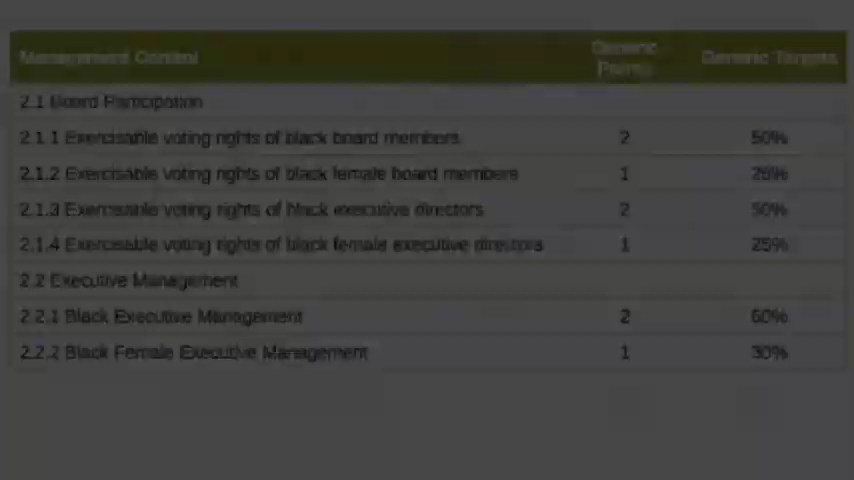 Management Control Generic Points Generic Targets
2.1 Board Participation
2.1.1 Exercisable voting rights of black board members 2 50%
2.1.2 Exercisable voting rights of black female board members 1 25%
2.1.3 Exercisable voting rights of black executive directors 2 50%
2.1.4 Exercisable voting rights of black female executive directors 1 25%
2.2 Executive Management
2.2.1 Black Executive Management 2 60%
2.2.2 Black Female Executive Management 1 30%